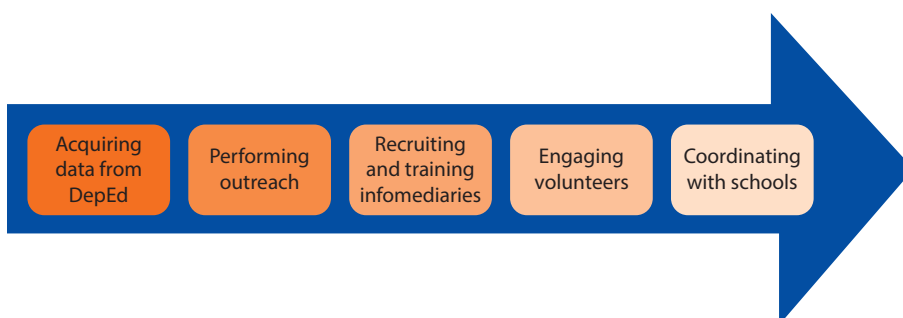 Acquiring
data from
DepEd
Performing
outreach
Recruiting
and training
infomediaries
Engaging
volunteers
Coordinating
with schools